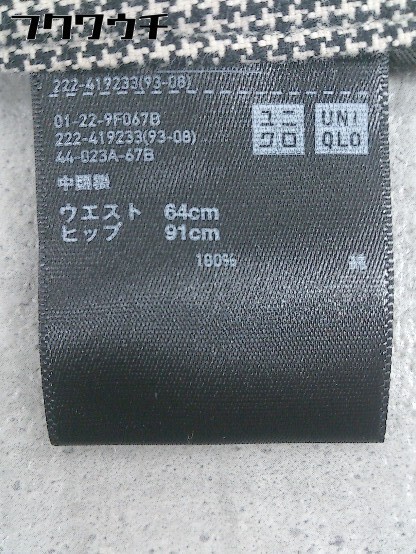 フクワウチ
222-419233(93-08)
01-22-9F067B
222-419233(93-08)
44-023A-67B
ユニ
クロ
UNI
QLO
中国製
ウエスト 64cm
ヒップ 91cm
100% 綿